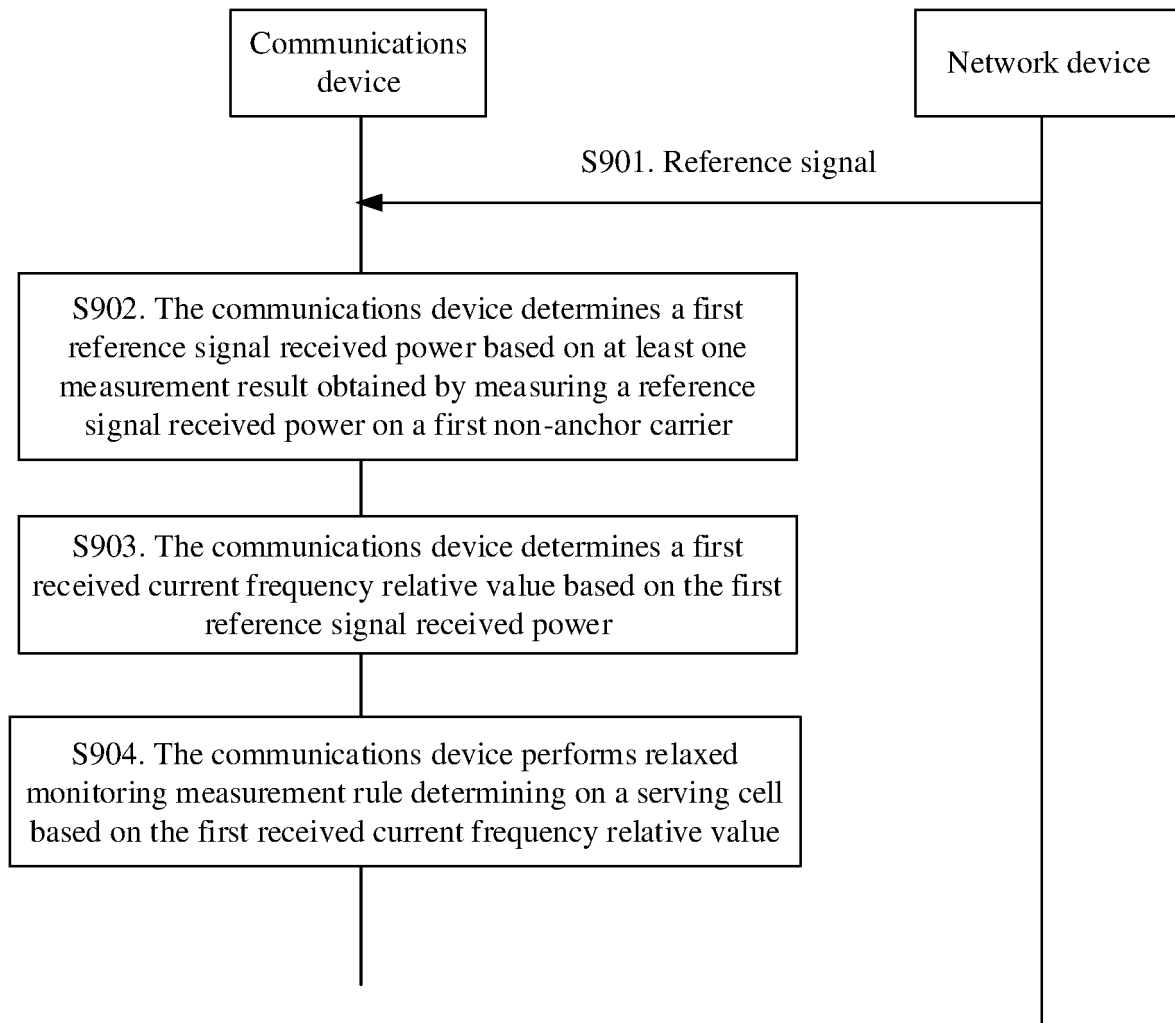 Communications
device
Network device
S901. Reference signal
S902. The communications device determines a first
reference signal received power based on at least one
measurement result obtained by measuring a reference
signal received power on a first non-anchor carrier
S903. The communications device determines a first
received current frequency relative value based on the first
reference signal received power
S904. The communications device performs relaxed
monitoring measurement rule determining on a serving cell
based on the first received current frequency relative value